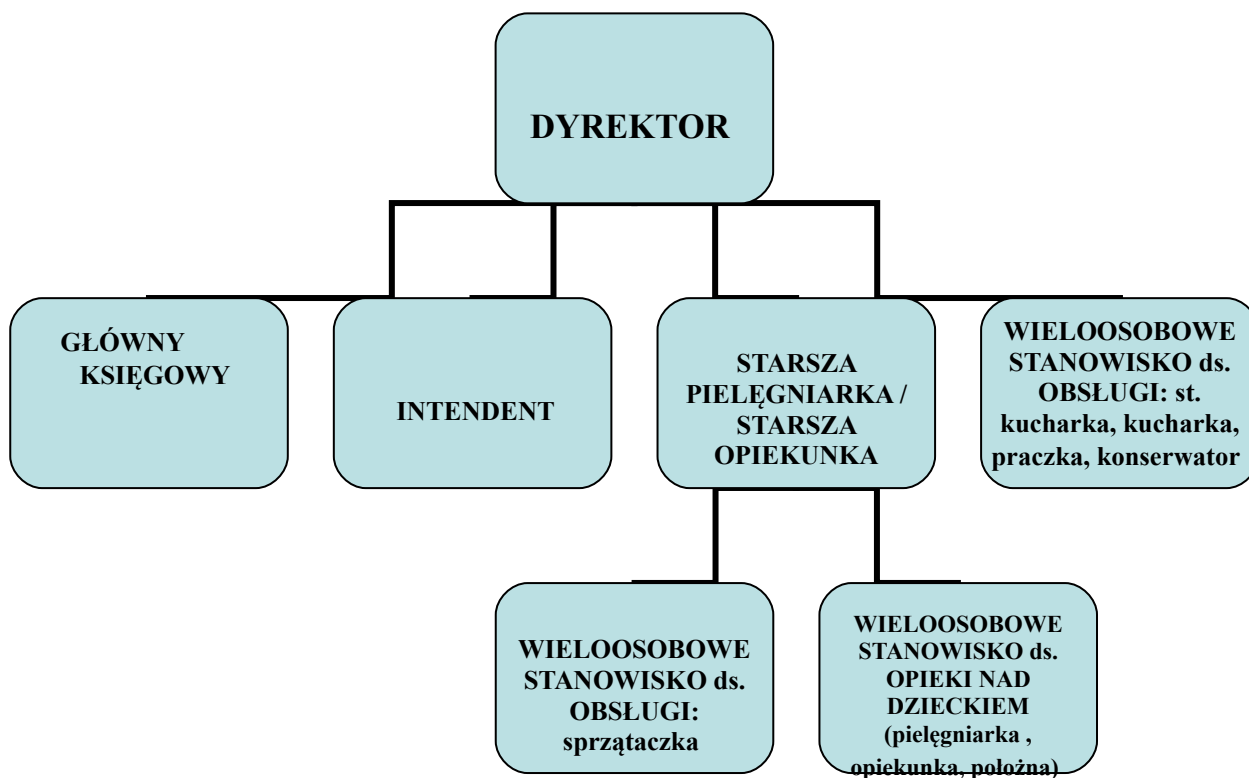 DYREKTOR
GŁÓWNY
KSIĘGOWY
INTENDENT
STARSZA
PIELĘGNIARKA /
STARSZA
OPIEKUNKA
WIELOOSOBOWE
STANOWISKO ds.
OBSŁUGI: st.
kucharka, kucharka,
praczka, konserwator
WIELOOSOBOWE
STANOWISKO ds.
OBSŁUGI:
sprzątaczka
WIELOOSOBOWE
STANOWISKO ds.
OPIEKI NAD
DZIECKIEM
(pielęgniarka ,
opiekunka, położna)